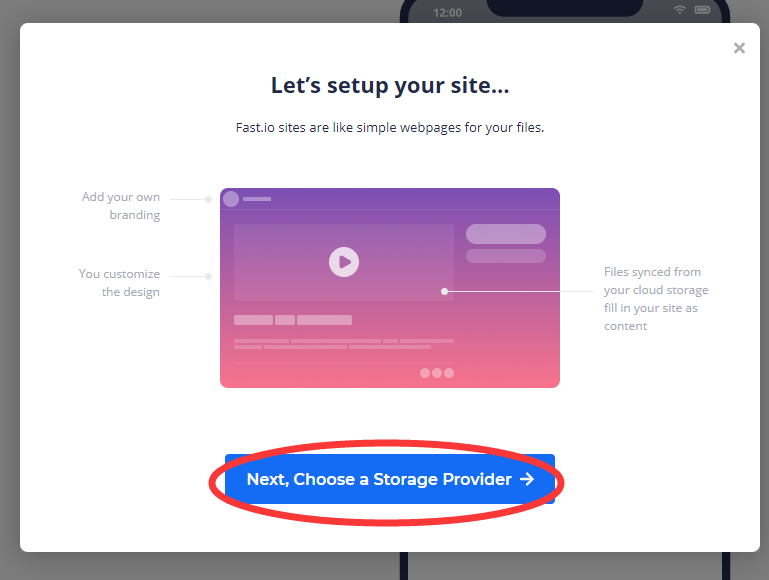 12:00
Let's setup your site...
Fast.io sites are like simple webpages for your files.
Add your own
branding
You customize
the design
Files synced from
your cloud storage
fill in your site as
content
Next, Choose a Storage Provider →